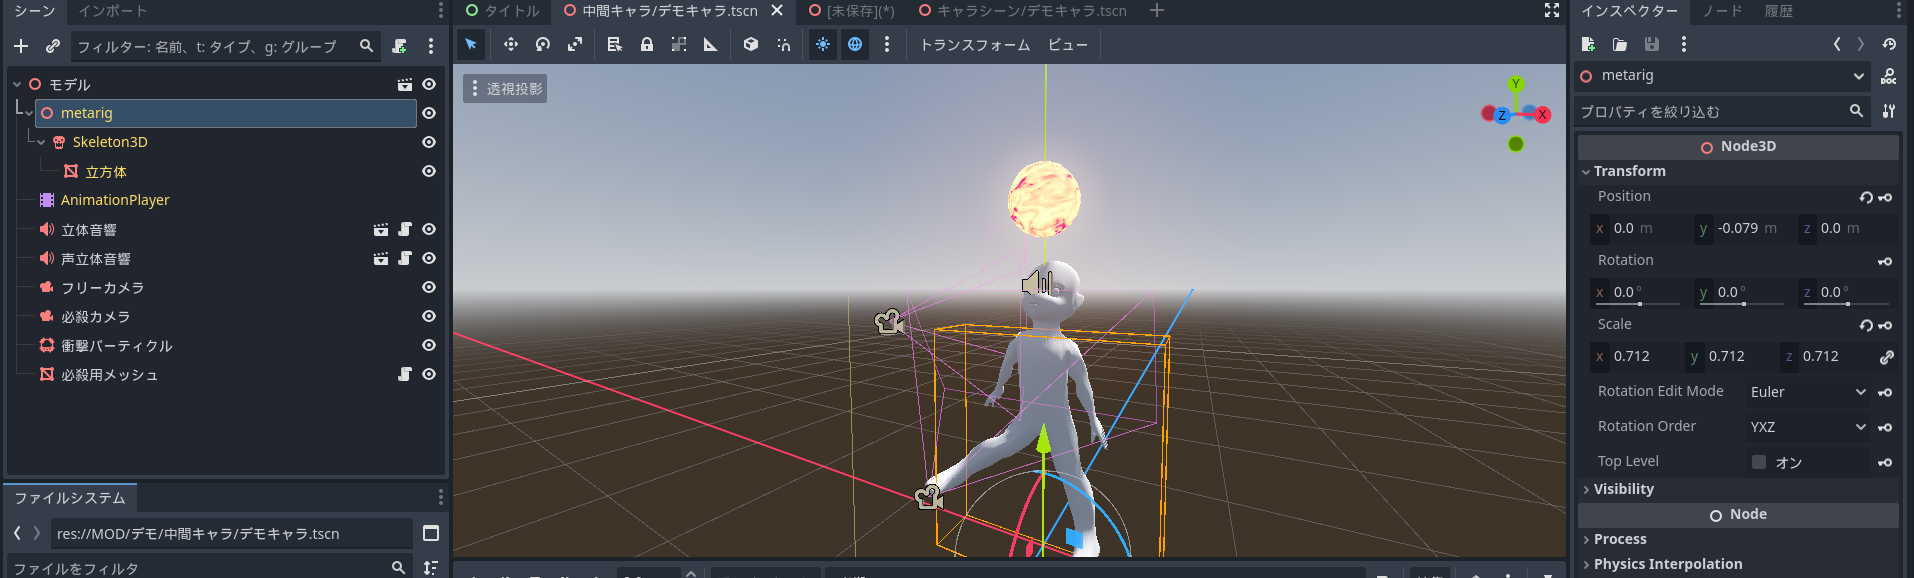 シーン インポート
タイトル 中間キャラ/デモキャラ.tscn [未保存](*) キャラシーン/デモキャラ.tscn
インスペクター ノード 履歴
フィルター: 名前、t: タイプ、g: グループ
トランスフォーム ビュー
透視投影
Y
Z
X
モデル
metarig
Skeleton3D
立方体
AnimationPlayer
立体音響
声立体音響
フリーカメラ
必殺カメラ
衝撃パーティクル
必殺用メッシュ
ファイルシステム
res://MOD/デモ/中間キャラ/デモキャラ.tscn
ファイルをフィルタ
metarig
DOC
プロパティを絞り込む
Node3D
Transform
Position
x 0.0 m y -0.079 m z 0.0 m
Rotation
x 0.0 ° y 0.0 ° z 0.0 °
Scale
x 0.712 y 0.712 z 0.712
Rotation Edit Mode Euler
Rotation Order YXZ
Top Level オン
Visibility
Node
Process
Physics Interpolation